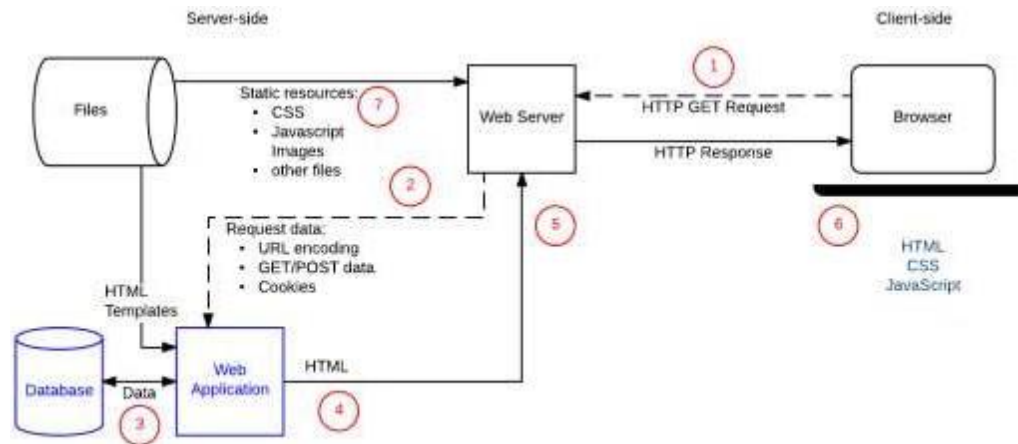 Server-side
Client-side
Files
Static resources:
• CSS
• Javascript
Images
• other files
7
Web Server
1
HTTP GET Request
HTTP Response
Browser
2
Request data:
• URL encoding
• GET/POST data
• Cookies
5
6
HTML
CSS
JavaScript
HTML
Templates
Database
Data
3
Web
Application
HTML
4